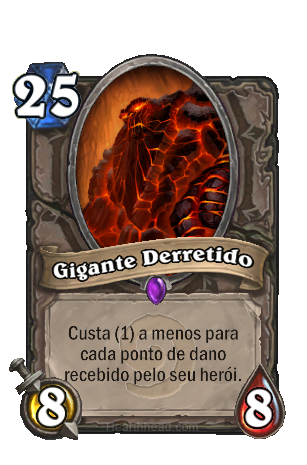 25
Gigante Derretido
Custa (1) a menos para
cada ponto de dano
recebido pelo seu herói.
8
8